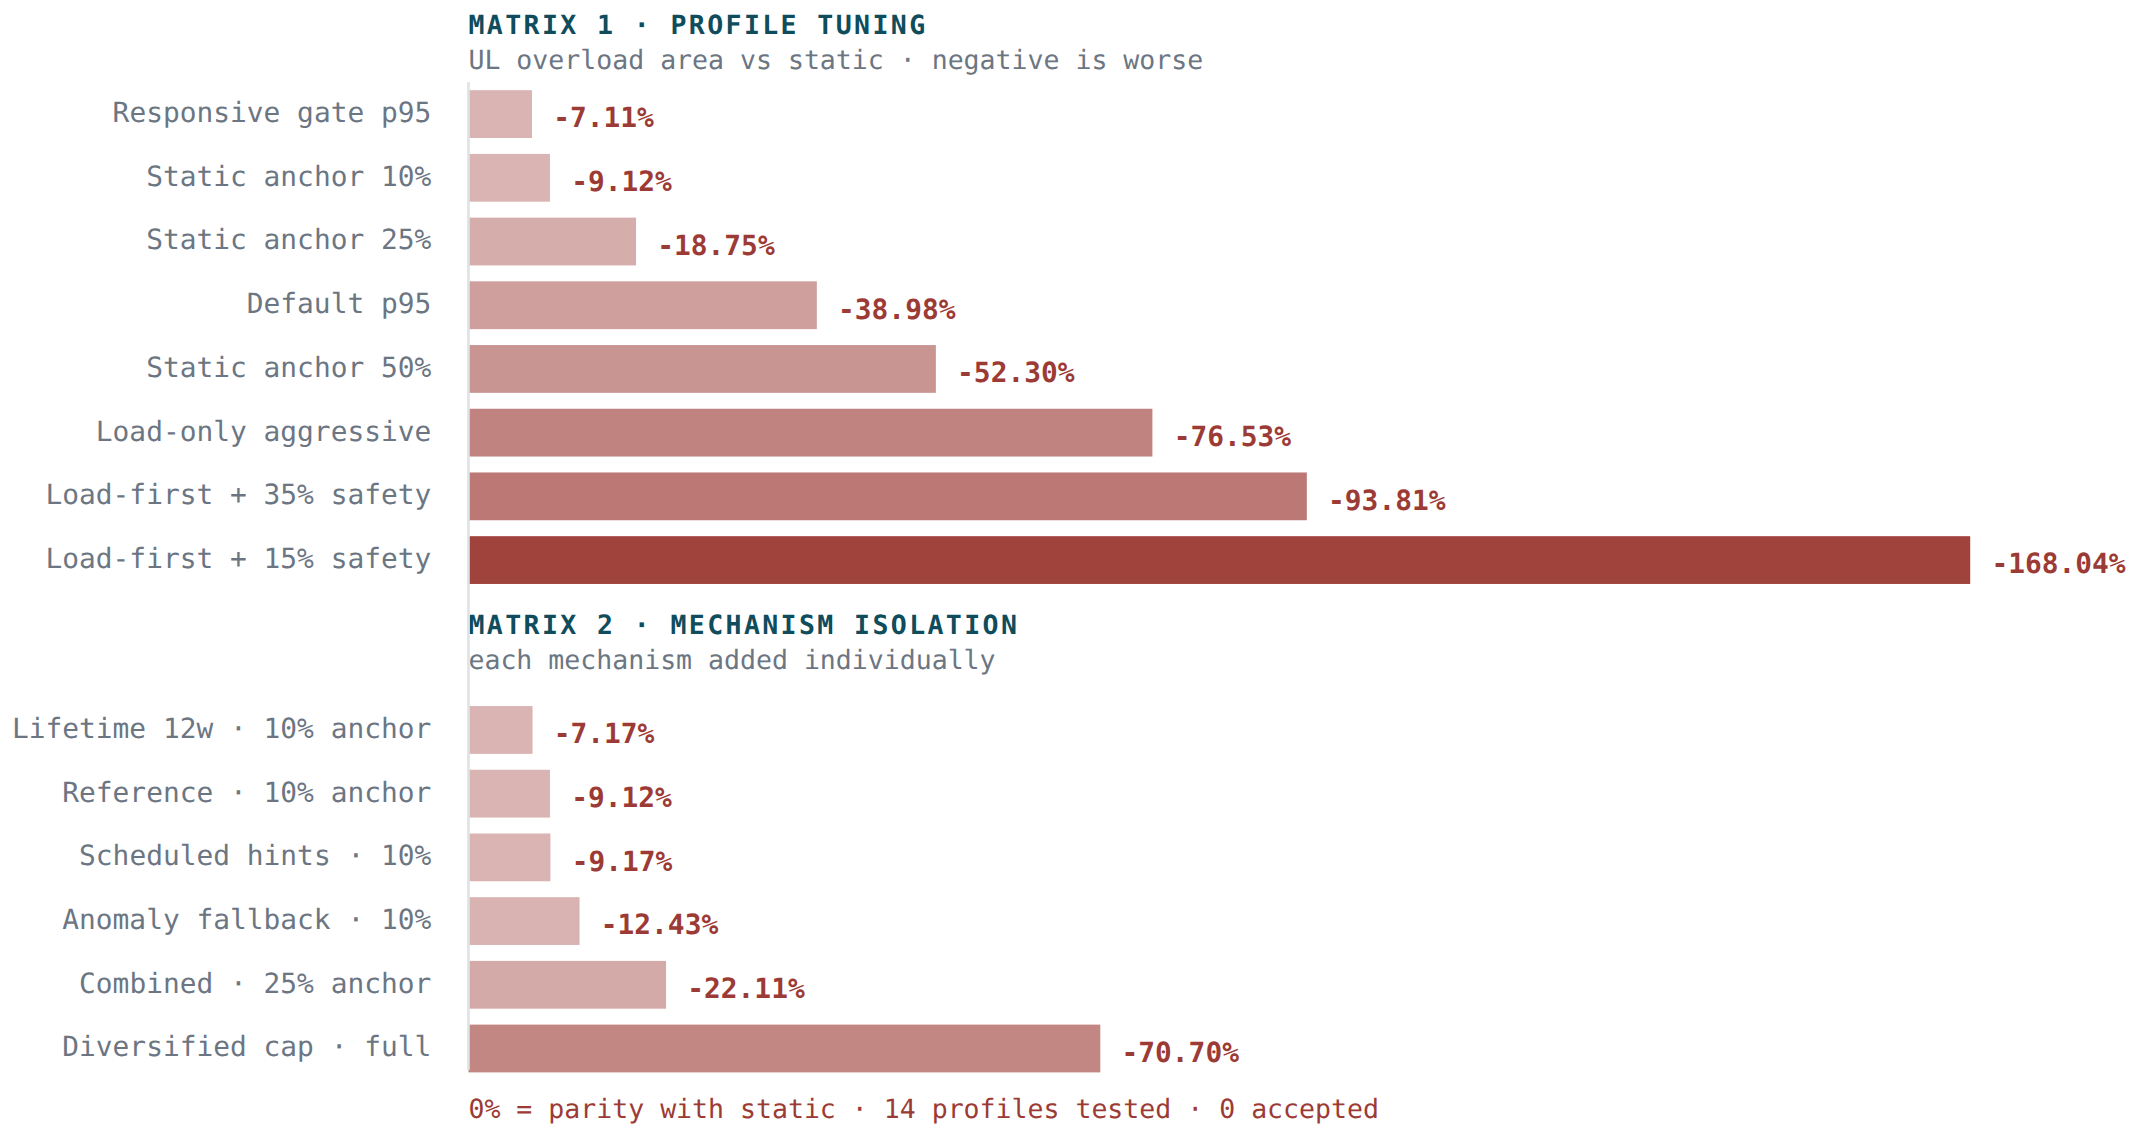 MATRIX 1 · PROFILE TUNING
UL overload area vs static · negative is worse
Responsive gate p95 -7.11%
Static anchor 10% -9.12%
Static anchor 25% -18.75%
Default p95 -38.98%
Static anchor 50% -52.30%
Load-only aggressive -76.53%
Load-first + 35% safety -93.81%
Load-first + 15% safety -168.04%
MATRIX 2 · MECHANISM ISOLATION
each mechanism added individually
Lifetime 12w · 10% anchor -7.17%
Reference · 10% anchor -9.12%
Scheduled hints · 10% -9.17%
Anomaly fallback · 10% -12.43%
Combined · 25% anchor -22.11%
Diversified cap · full -70.70%
0% = parity with static · 14 profiles tested · 0 accepted